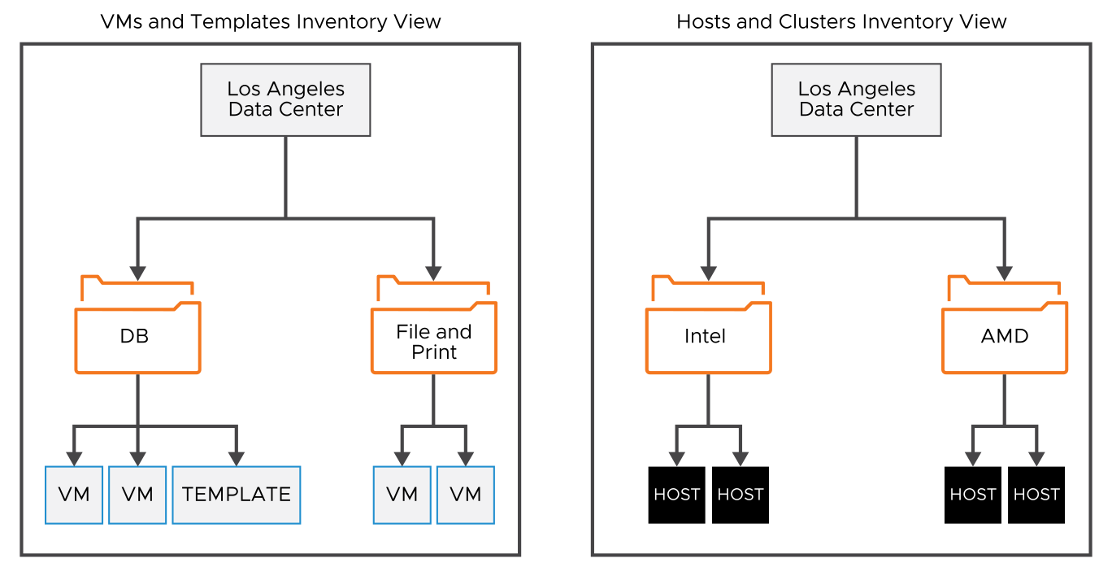 VMs and Templates Inventory View
Los Angeles
Data Center
DB
File and
Print
VM
VM
TEMPLATE
VM
VM
Hosts and Clusters Inventory View
Los Angeles
Data Center
Intel
AMD
HOST
HOST
HOST
HOST